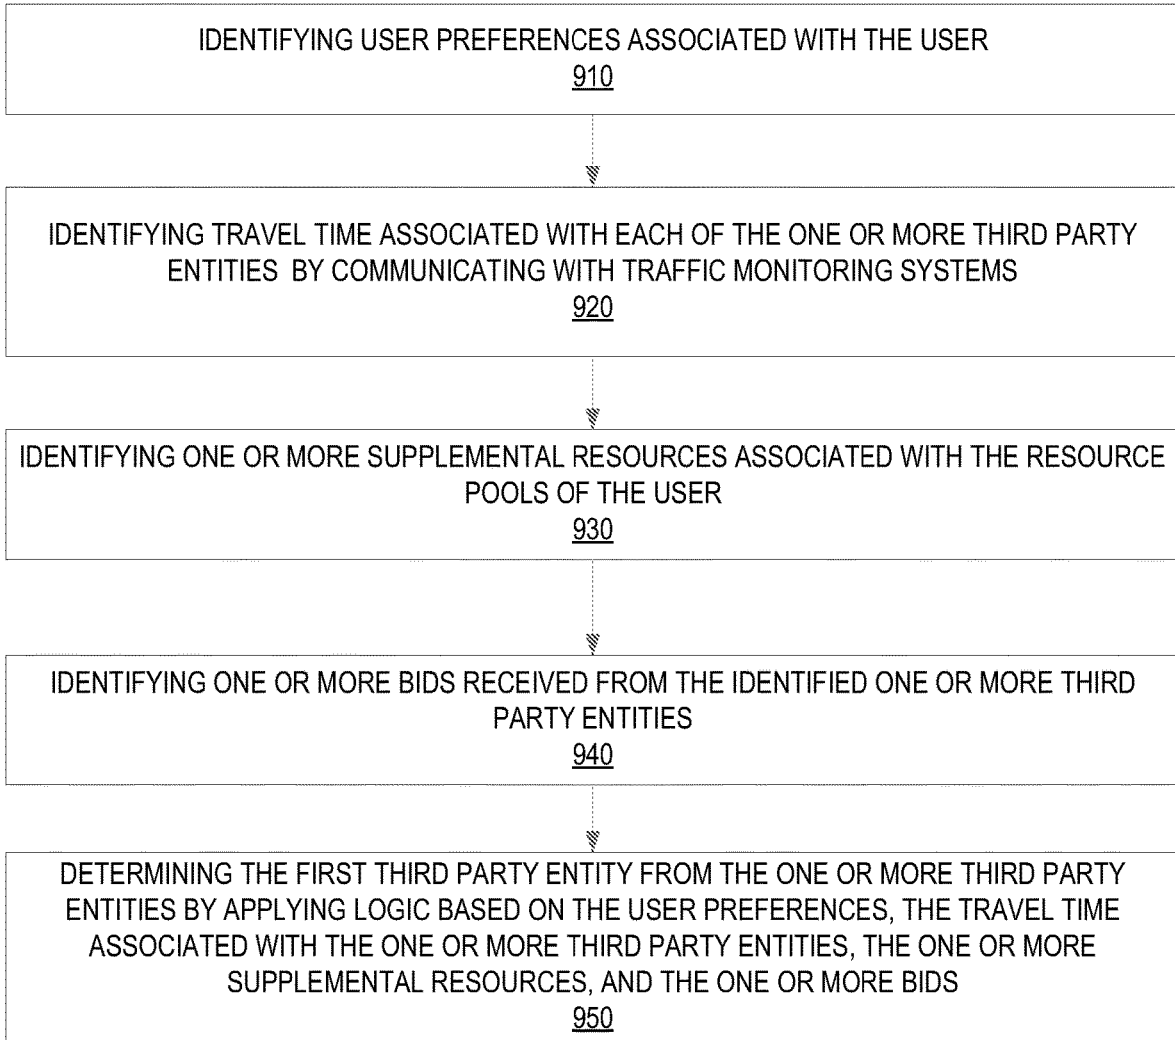 IDENTIFYING USER PREFERENCES ASSOCIATED WITH THE USER
910
IDENTIFYING TRAVEL TIME ASSOCIATED WITH EACH OF THE ONE OR MORE THIRD PARTY
ENTITIES BY COMMUNICATING WITH TRAFFIC MONITORING SYSTEMS
920
IDENTIFYING ONE OR MORE SUPPLEMENTAL RESOURCES ASSOCIATED WITH THE RESOURCE
POOLS OF THE USER
930
IDENTIFYING ONE OR MORE BIDS RECEIVED FROM THE IDENTIFIED ONE OR MORE THIRD
PARTY ENTITIES
940
DETERMINING THE FIRST THIRD PARTY ENTITY FROM THE ONE OR MORE THIRD PARTY
ENTITIES BY APPLYING LOGIC BASED ON THE USER PREFERENCES, THE TRAVEL TIME
ASSOCIATED WITH THE ONE OR MORE THIRD PARTY ENTITIES, THE ONE OR MORE
SUPPLEMENTAL RESOURCES, AND THE ONE OR MORE BIDS
950